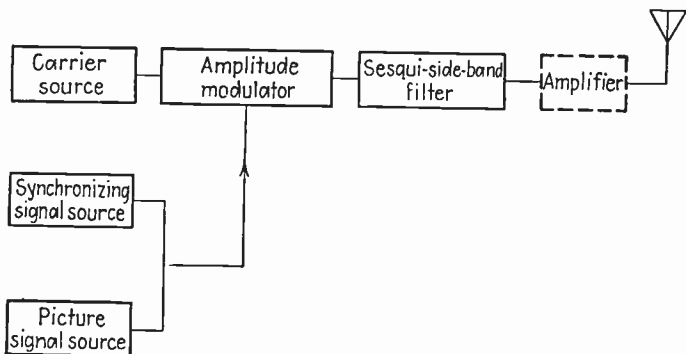 Carrier
source
Amplitude
modulator
Sesqui-side-band
filter
Amplifier
Synchronizing
signal source
Picture
signal source